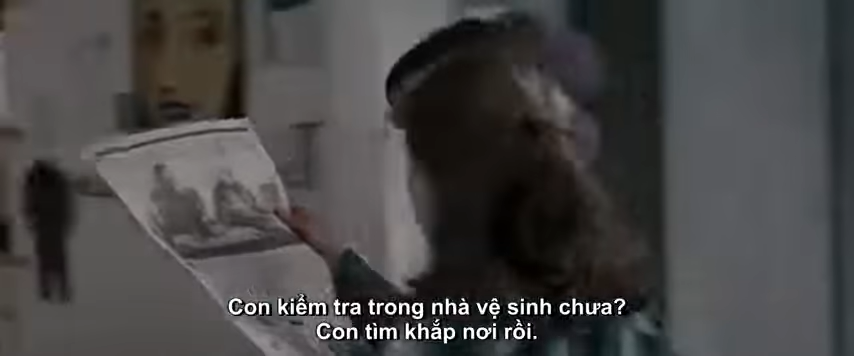 Con kiểm tra trong nhà vệ sinh chưa?
Con tìm khắp nơi rồi.